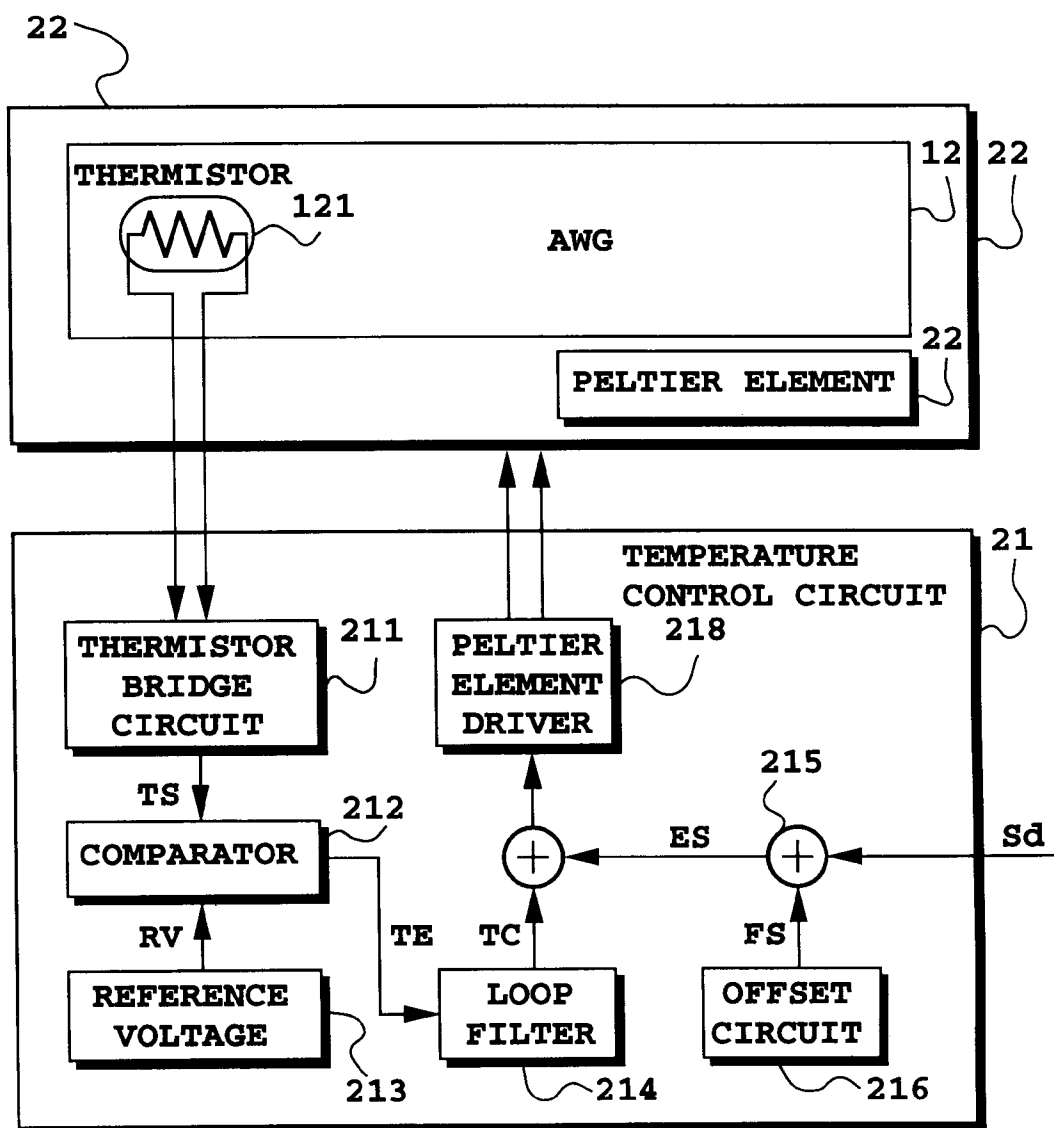 22
THERMISTOR
121
AWG
12
22
22
PELTIER ELEMENT
TEMPERATURE
CONTROL CIRCUIT
21
THERMISTOR
BRIDGE
CIRCUIT
211
PELTIER
ELEMENT
DRIVER
218
TS
212
215
COMPARATOR
+
ES
+
Sd
RV
TE
TC
FS
REFERENCE
VOLTAGE
LOOP
FILTER
OFFSET
CIRCUIT
213
214
216